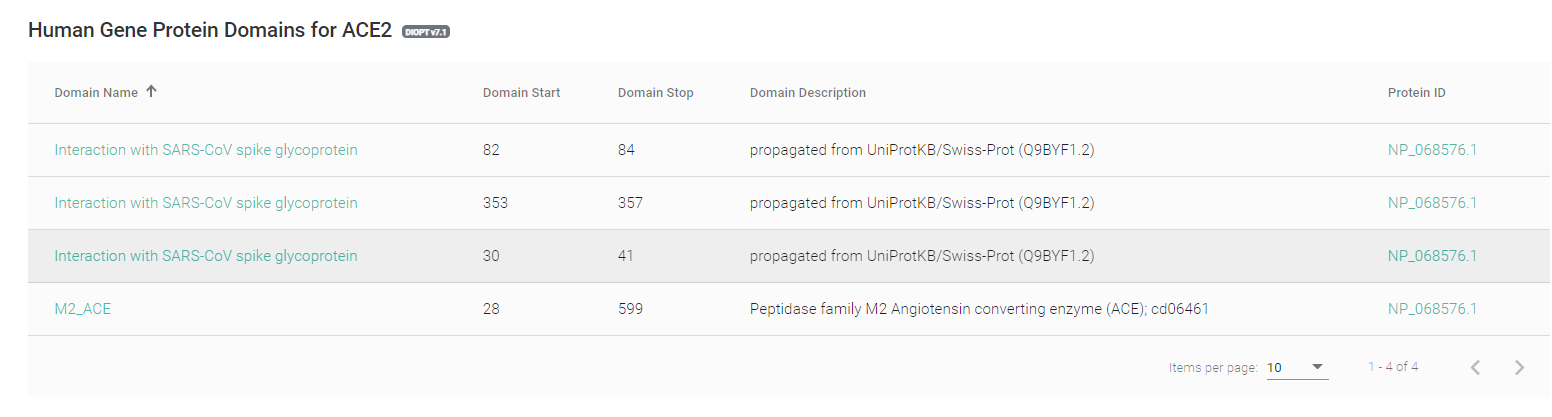 Human Gene Protein Domains for ACE2 DIOPT v7.1
Domain Name Domain Start Domain Stop Domain Description Protein ID
Interaction with SARS-CoV spike glycoprotein 82 84 propagated from UniProtKB/Swiss-Prot (Q9BYF1.2) NP_068576.1
Interaction with SARS-CoV spike glycoprotein 353 357 propagated from UniProtKB/Swiss-Prot (Q9BYF1.2) NP_068576.1
Interaction with SARS-CoV spike glycoprotein 30 41 propagated from UniProtKB/Swiss-Prot (Q9BYF1.2) NP_068576.1
M2_ACE 28 599 Peptidase family M2 Angiotensin converting enzyme (ACE); cd06461 NP_068576.1
Items per page: 10 1 - 4 of 4